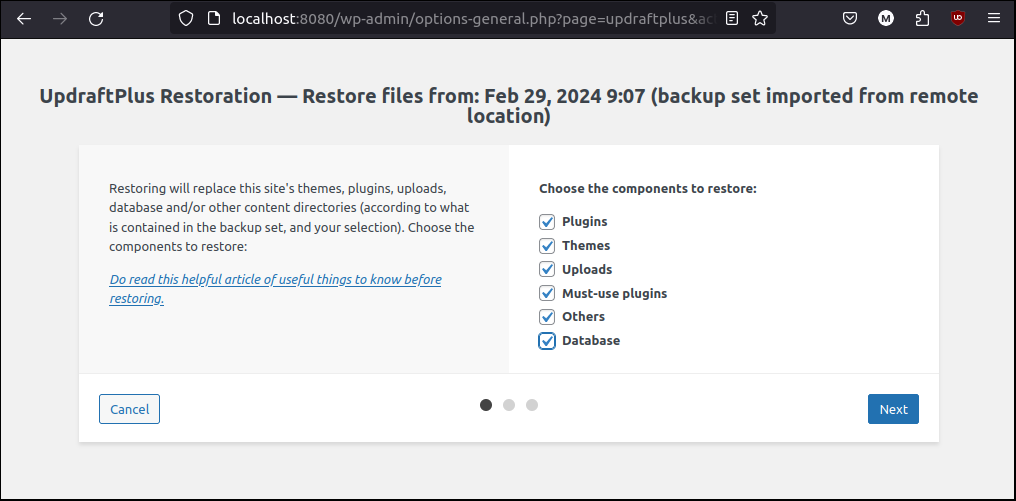 localhost:8080/wp-admin/options-general.php?page=updraftplus&ac
M
UD
UpdraftPlus Restoration — Restore files from: Feb 29, 2024 9:07 (backup set imported from remote
location)
Restoring will replace this site's themes, plugins, uploads,
database and/or other content directories (according to what
is contained in the backup set, and your selection). Choose the
components to restore:
Do read this helpful article of useful things to know before
restoring.
Choose the components to restore:
Plugins
Themes
Uploads
Must-use plugins
Others
Database
Cancel
Next